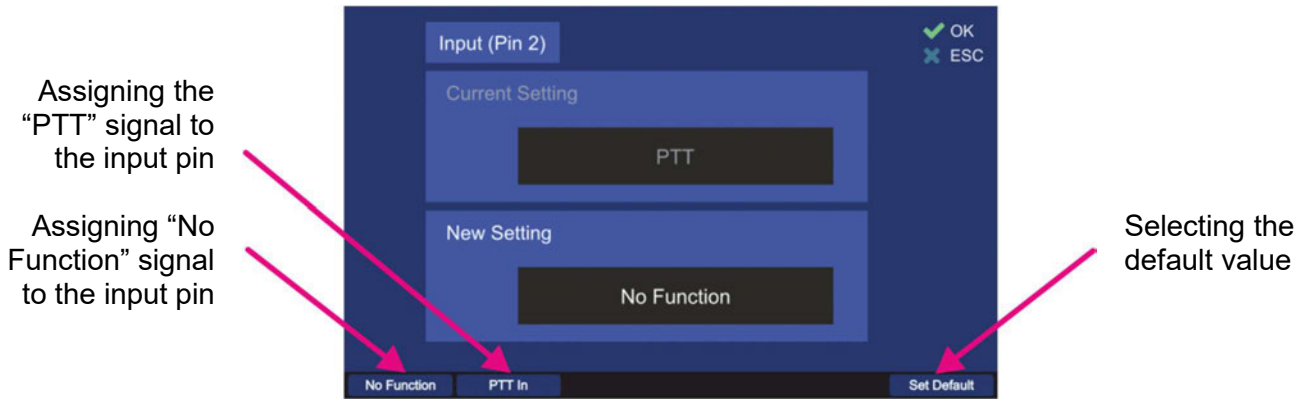 Assigning the
“PTT” signal to
the input pin
Assigning “No
Function” signal
to the input pin
Input (Pin 2)
OK
ESC
Current Setting
PTT
New Setting
No Function
No Function
PTT In
Set Default
Selecting the
default value